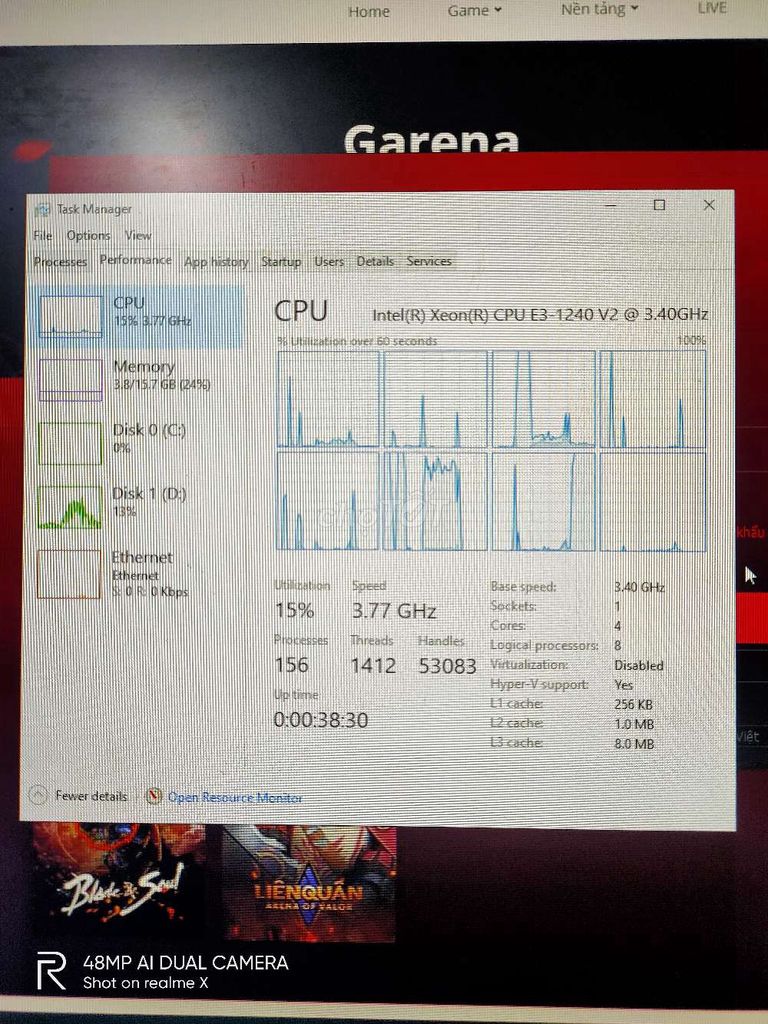 Home Game Nền tảng LIVE
Garena
Task Manager
File Options View
Processes Performance App history Startup Users Details Services
CPU
15% 3.77 GHz
Memory
3.8/15.7 GB (24%)
Disk 0 (C:)
0%
Disk 1 (D:)
13%
Ethernet
Ethernet
S: 0 R: 0 Kbps
CPU Intel(R) Xeon(R) CPU E3-1240 V2 @ 3.40GHz
% Utilization over 60 seconds 100%
chợTỐT
khẩu
Utilization Speed
15% 3.77 GHz
Processes Threads Handles
156 1412 53083
Up time
0:00:38:30
Base speed: 3.40 GHz
Sockets: 1
Cores: 4
Logical processors: 8
Virtualization: Disabled
Hyper-V support: Yes
L1 cache: 256 KB
L2 cache: 1.0 MB
L3 cache: 8.0 MB
Việt
Fewer details Open Resource Monitor
Blade & Soul
LIÊNQUÂN
ARENA OF VALOR
R 48MP AI DUAL CAMERA
Shot on realme X